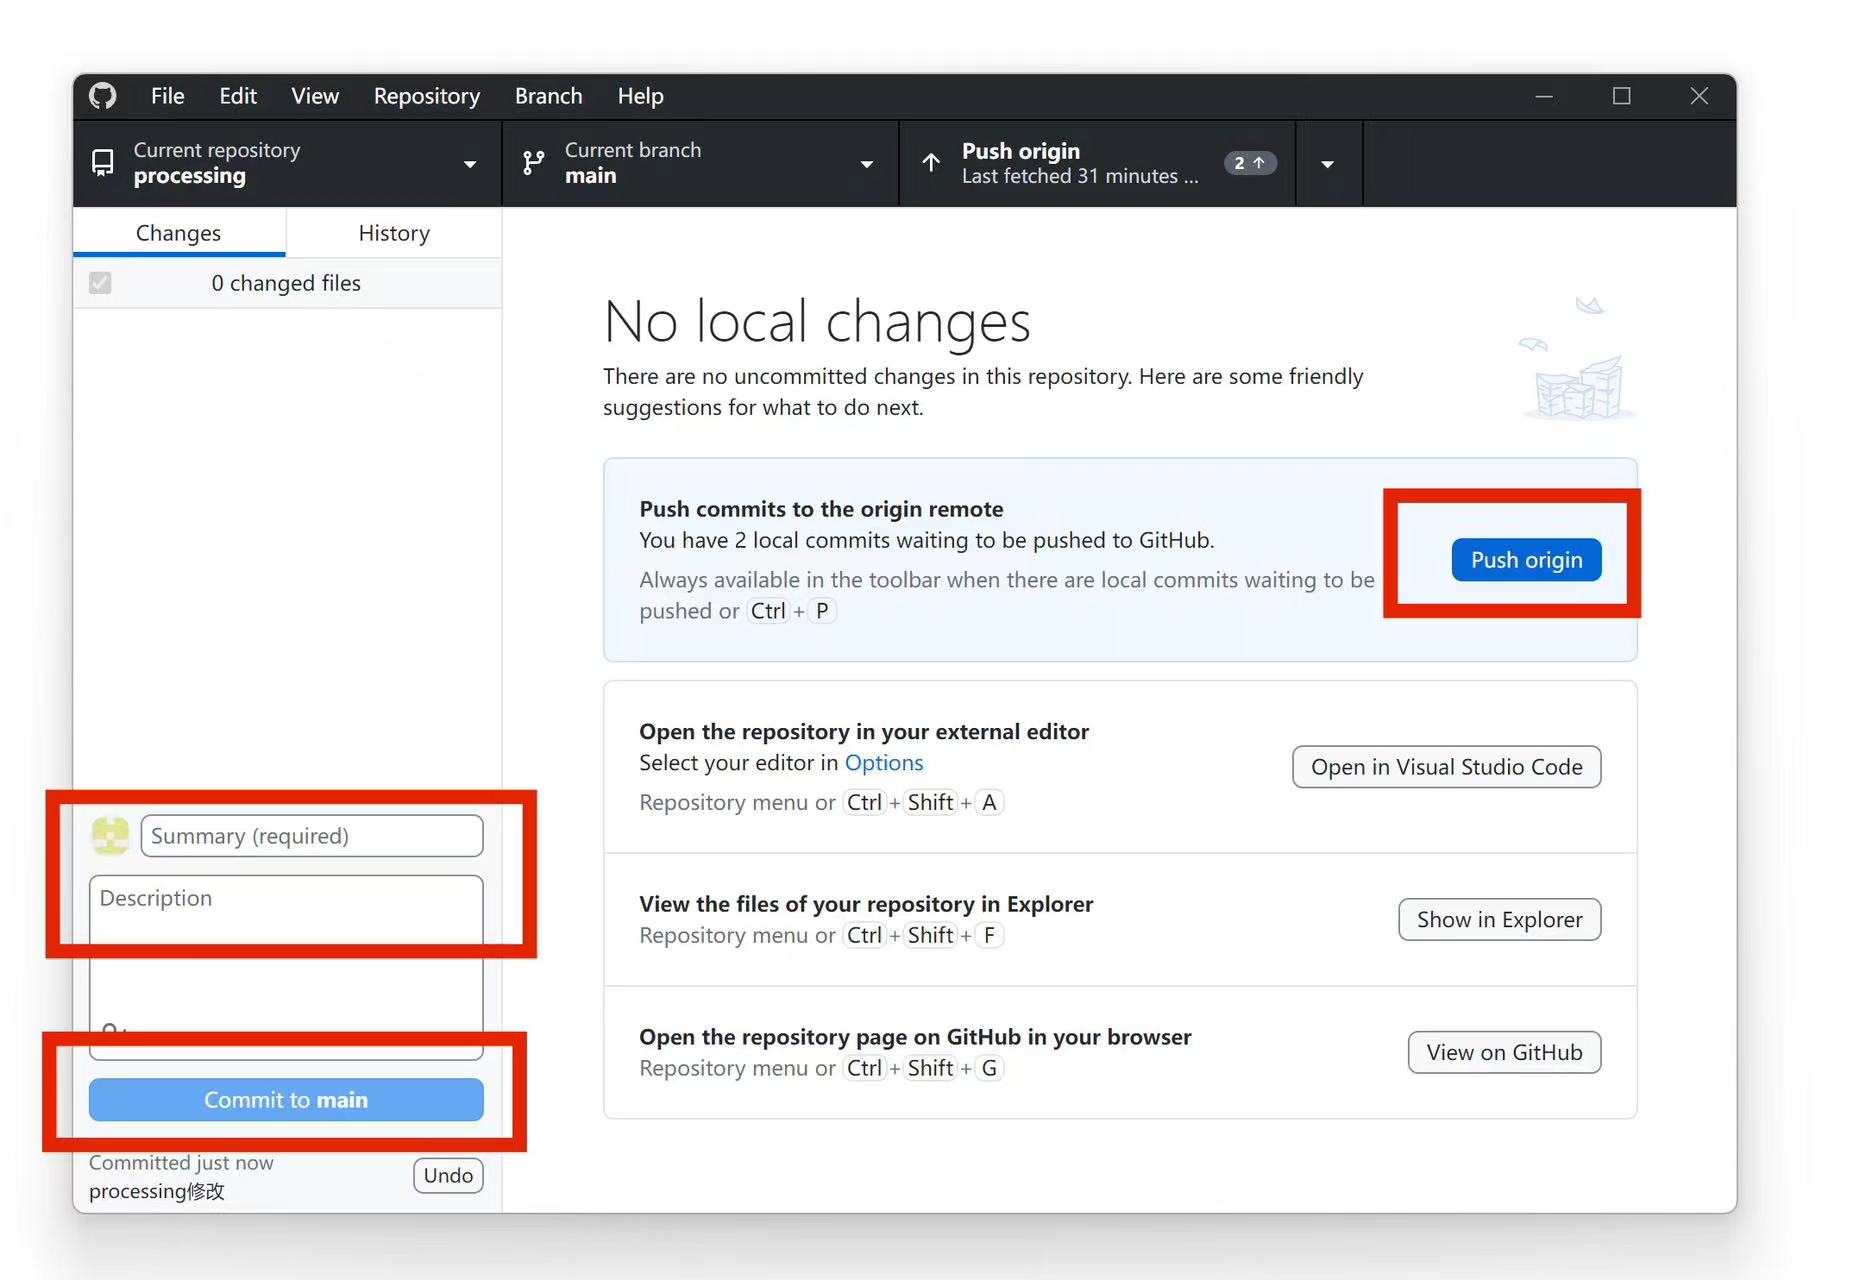 File Edit View Repository Branch Help
Current repository
processing
Current branch
main
Push origin
Last fetched 31 minutes ...
2
Changes
History
0 changed files
No local changes
There are no uncommitted changes in this repository. Here are some friendly
suggestions for what to do next.
Push commits to the origin remote
You have 2 local commits waiting to be pushed to GitHub.
Always available in the toolbar when there are local commits waiting to be
pushed or Ctrl + P
Push origin
Open the repository in your external editor
Select your editor in Options
Repository menu or Ctrl + Shift + A
Open in Visual Studio Code
View the files of your repository in Explorer
Repository menu or Ctrl + Shift + F
Show in Explorer
Open the repository page on GitHub in your browser
Repository menu or Ctrl + Shift + G
View on GitHub
Summary (required)
Description
Commit to main
Committed just now
processing修改
Undo